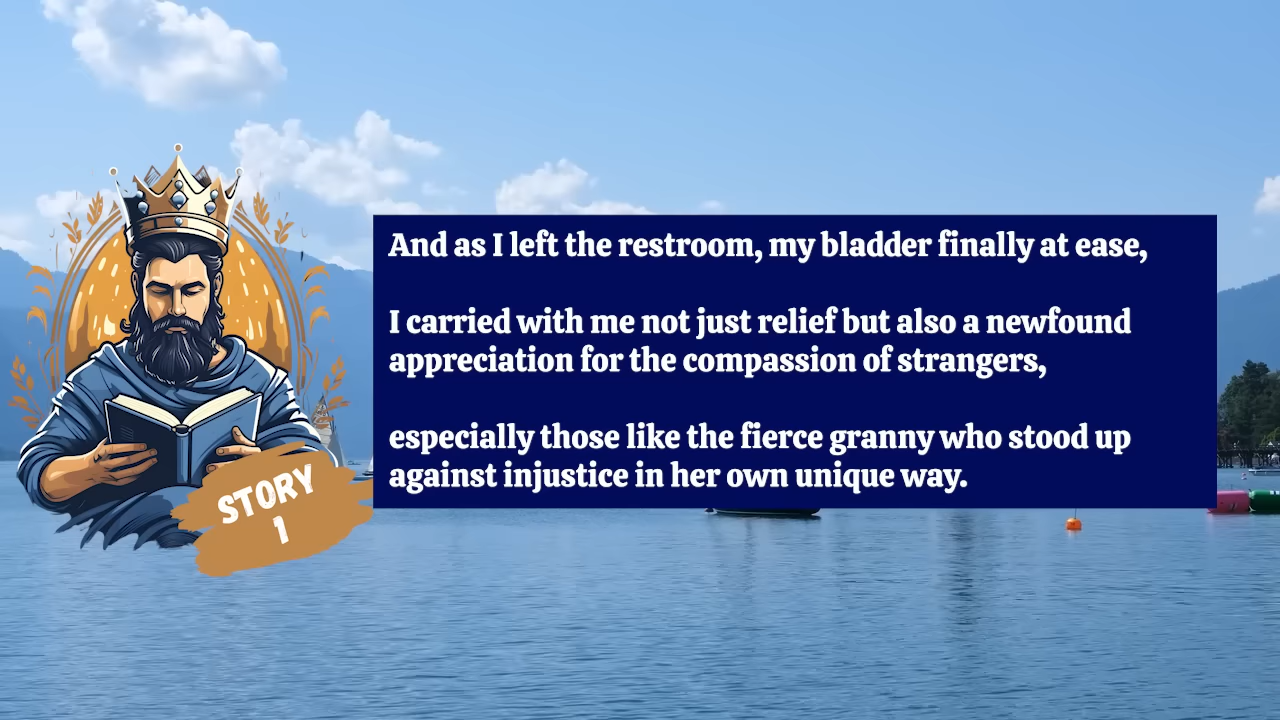 And as I left the restroom, my bladder finally at ease,
I carried with me not just relief but also a newfound
appreciation for the compassion of strangers,
especially those like the fierce granny who stood up
against injustice in her own unique way.
STORY
1